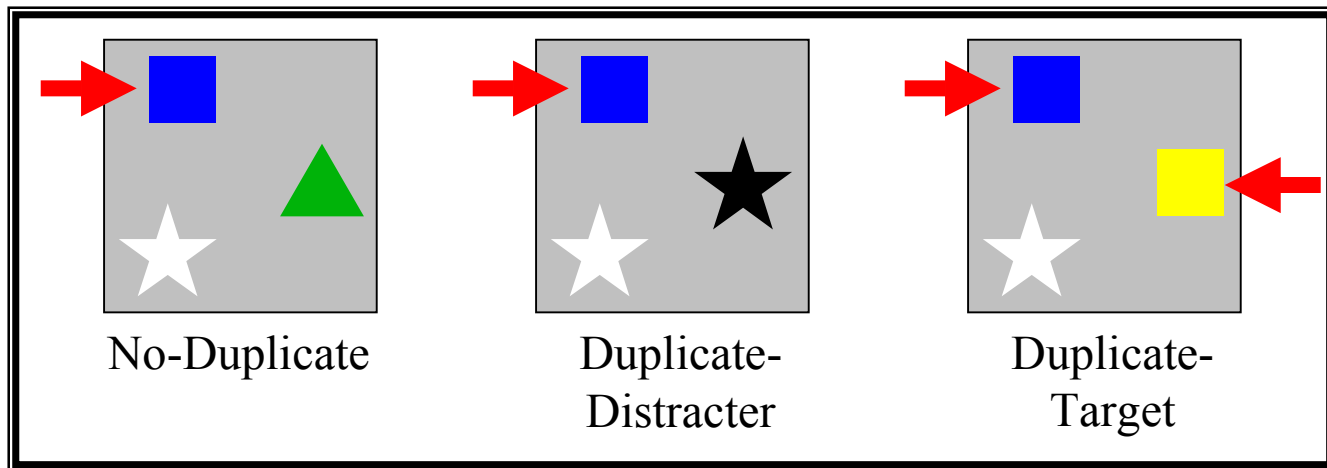 No-Duplicate
Duplicate-
Distracter
Duplicate-
Target